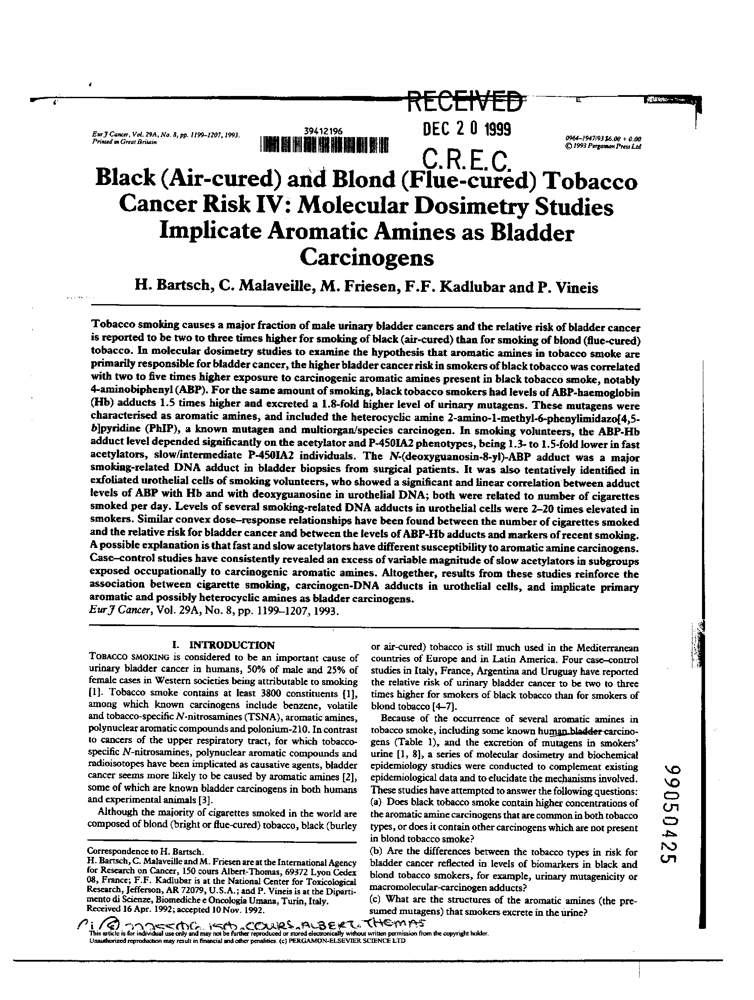 RECEIVED
DEC 20 1999
C.R.E.C.
Eur J Cancer, Vol. 29A, No. 8, pp. 1199–1207, 1993.
Printed in Great Britain
39412196
0964–1947/93 $6.00 + 0.00
© 1993 Pergamon Press Ltd
Black (Air-cured) and Blond (Flue-cured) Tobacco
Cancer Risk IV: Molecular Dosimetry Studies
Implicate Aromatic Amines as Bladder
Carcinogens
H. Bartsch, C. Malaveille, M. Friesen, F.F. Kadlubar and P. Vineis
Tobacco smoking causes a major fraction of male urinary bladder cancers and the relative risk of bladder cancer
is reported to be two to three times higher for smoking of black (air-cured) than for smoking of blond (flue-cured)
tobacco. In molecular dosimetry studies to examine the hypothesis that aromatic amines in tobacco smoke are
primarily responsible for bladder cancer, the higher bladder cancer risk in smokers of black tobacco was correlated
with two to five times higher exposure to carcinogenic aromatic amines present in black tobacco smoke, notably
4-aminobiphenyl (ABP). For the same amount of smoking, black tobacco smokers had levels of ABP-haemoglobin
(Hb) adducts 1.5 times higher and excreted a 1.8-fold higher level of urinary mutagens. These mutagens were
characterised as aromatic amines, and included the heterocyclic amine 2-amino-1-methyl-6-phenylimidazo[4,5-
b]pyridine (PhIP), a known mutagen and multiorgan/species carcinogen. In smoking volunteers, the ABP-Hb
adduct level depended significantly on the acetylator and P-450IA2 phenotypes, being 1.3- to 1.5-fold lower in fast
acetylators, slow/intermediate P-450IA2 individuals. The N-(deoxyguanosin-8-yl)-ABP adduct was a major
smoking-related DNA adduct in bladder biopsies from surgical patients. It was also tentatively identified in
exfoliated urothelial cells of smoking volunteers, who showed a significant and linear correlation between adduct
levels of ABP with Hb and with deoxyguanosine in urothelial DNA; both were related to number of cigarettes
smoked per day. Levels of several smoking-related DNA adducts in urothelial cells were 2–20 times elevated in
smokers. Similar convex dose–response relationships have been found between the number of cigarettes smoked
and the relative risk for bladder cancer and between the levels of ABP-Hb adducts and markers of recent smoking.
A possible explanation is that fast and slow acetylators have different susceptibility to aromatic amine carcinogens.
Case–control studies have consistently revealed an excess of variable magnitude of slow acetylators in subgroups
exposed occupationally to carcinogenic aromatic amines. Altogether, results from these studies reinforce the
association between cigarette smoking, carcinogen-DNA adducts in urothelial cells, and implicate primary
aromatic and possibly heterocyclic amines as bladder carcinogens.
Eur J Cancer, Vol. 29A, No. 8, pp. 1199–1207, 1993.
I. INTRODUCTION
TOBACCO SMOKING is considered to be an important cause of
urinary bladder cancer in humans, 50% of male and 25% of
female cases in Western societies being attributable to smoking
[1]. Tobacco smoke contains at least 3800 constituents [1],
among which known carcinogens include benzene, volatile
and tobacco-specific N-nitrosamines (TSNA), aromatic amines,
polynuclear aromatic compounds and polonium-210. In contrast
to cancers of the upper respiratory tract, for which tobacco-
specific N-nitrosamines, polynuclear aromatic compounds and
radioisotopes have been implicated as causative agents, bladder
cancer seems more likely to be caused by aromatic amines [2],
some of which are known bladder carcinogens in both humans
and experimental animals [3].
Although the majority of cigarettes smoked in the world are
composed of blond (bright or flue-cured) tobacco, black (burley
Correspondence to H. Bartsch.
H. Bartsch, C. Malaveille and M. Friesen are at the International Agency
for Research on Cancer, 150 cours Albert-Thomas, 69372 Lyon Cedex
08, France; F.F. Kadlubar is at the National Center for Toxicological
Research, Jefferson, AR 72079, U.S.A.; and P. Vineis is at the Diparti-
mento di Scienze, Biomediche e Oncologia Umana, Turin, Italy.
Received 16 Apr. 1992; accepted 10 Nov. 1992.
or air-cured) tobacco is still much used in the Mediterranean
countries of Europe and in Latin America. Four case–control
studies in Italy, France, Argentina and Uruguay have reported
the relative risk of urinary bladder cancer to be two to three
times higher for smokers of black tobacco than for smokers of
blond tobacco [4–7].
Because of the occurrence of several aromatic amines in
tobacco smoke, including some known human bladder carcino-
gens (Table 1), and the excretion of mutagens in smokers'
urine [1, 8], a series of molecular dosimetry and biochemical
epidemiology studies were conducted to complement existing
epidemiological data and to elucidate the mechanisms involved.
These studies have attempted to answer the following questions:
(a) Does black tobacco smoke contain higher concentrations of
the aromatic amine carcinogens that are common in both tobacco
types, or does it contain other carcinogens which are not present
in blond tobacco smoke?
(b) Are the differences between the tobacco types in risk for
bladder cancer reflected in levels of biomarkers in black and
blond tobacco smokers, for example, urinary mutagenicity or
macromolecular-carcinogen adducts?
(c) What are the structures of the aromatic amines (the pre-
sumed mutagens) that smokers excrete in the urine?
COURS, ALBERT. THOMAS
This article is for individual use only and may not be further reproduced or stored electronically without written permission from the copyright holder.
Unauthorized reproduction may result in financial and other penalities. (c) PERGAMON-ELSEVIER SCIENCE LTD
99050425